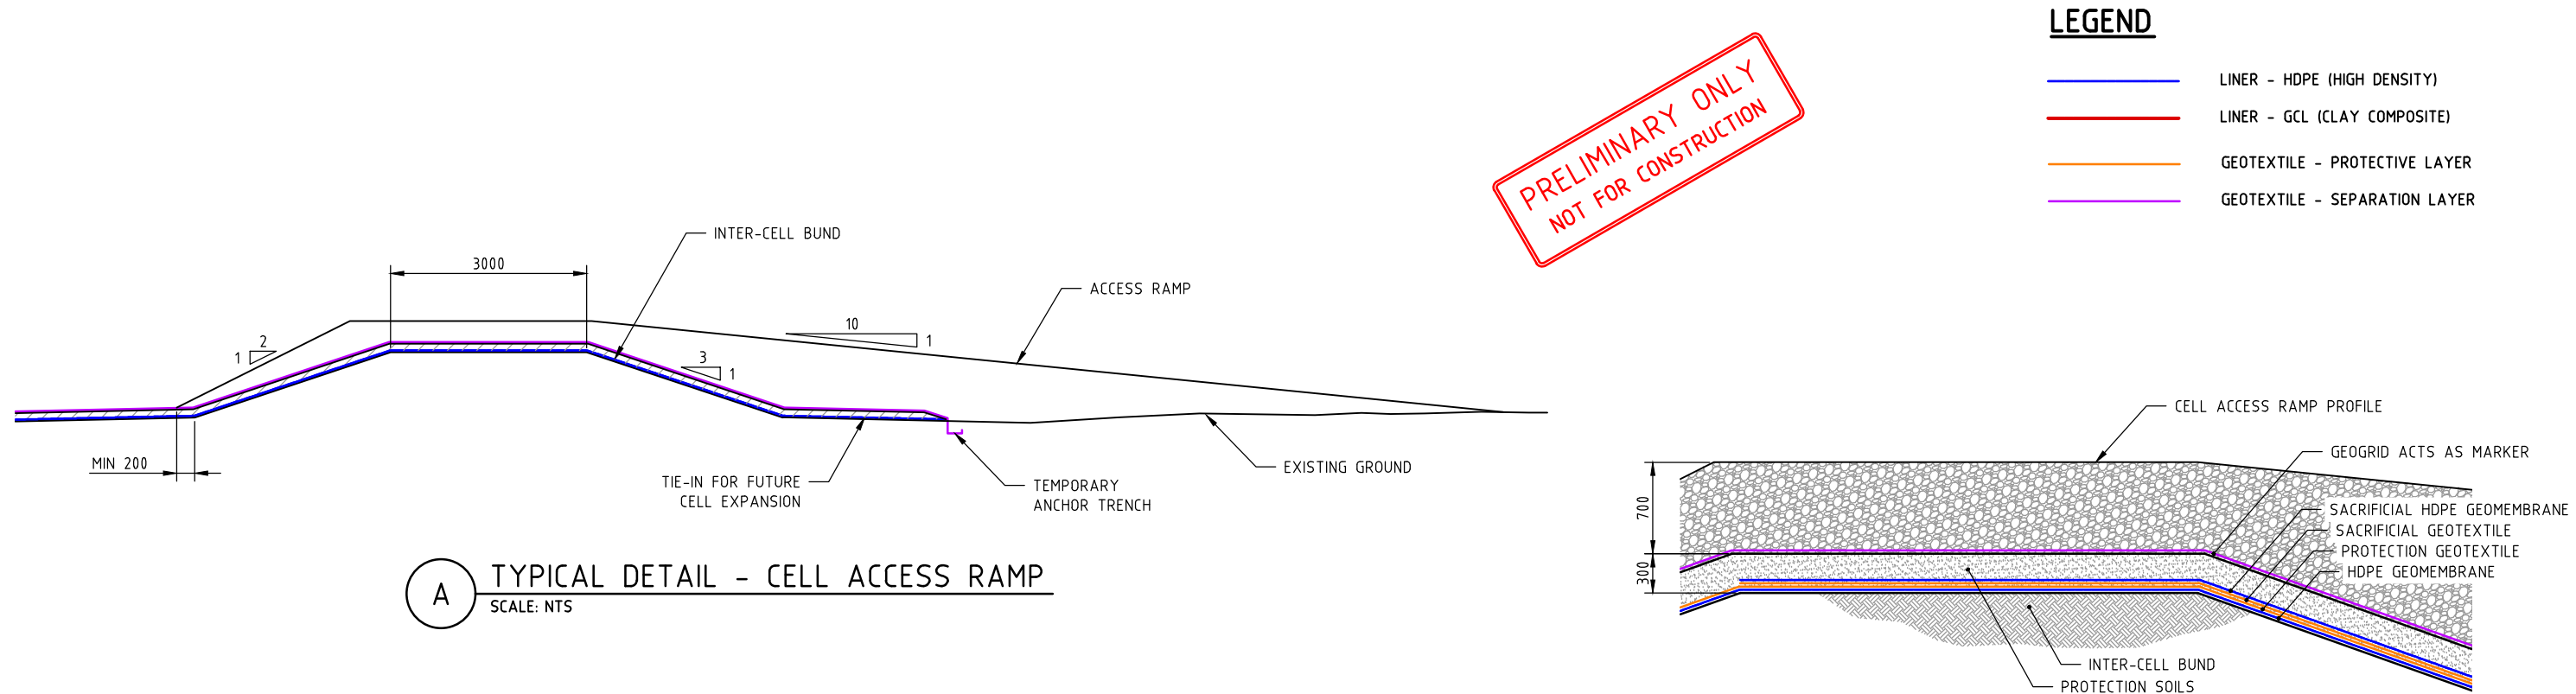 LEGEND
LINER - HDPE (HIGH DENSITY)
LINER - GCL (CLAY COMPOSITE)
GEOTEXTILE - PROTECTIVE LAYER
GEOTEXTILE - SEPARATION LAYER
PRELIMINARY ONLY
NOT FOR CONSTRUCTION
INTER-CELL BUND
3000
ACCESS RAMP
10
1
2
1
3
1
MIN 200
TIE-IN FOR FUTURE
CELL EXPANSION
TEMPORARY
ANCHOR TRENCH
EXISTING GROUND
A
TYPICAL DETAIL - CELL ACCESS RAMP
SCALE: NTS
CELL ACCESS RAMP PROFILE
GEOGRID ACTS AS MARKER
700
300
SACRIFICIAL HDPE GEOMEMBRANE
SACRIFICIAL GEOTEXTILE
PROTECTION GEOTEXTILE
HDPE GEOMEMBRANE
INTER-CELL BUND
PROTECTION SOILS